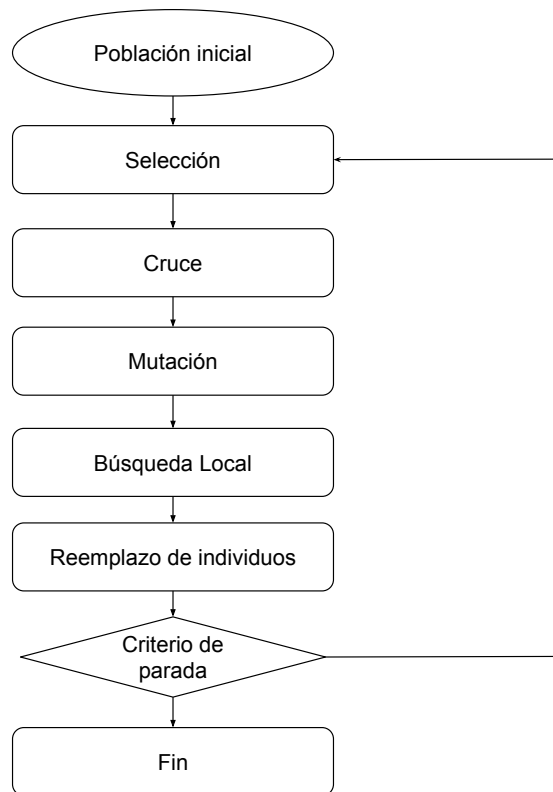 Población inicial
Selección
Cruce
Mutación
Búsqueda Local
Reemplazo de individuos
Criterio de
parada
Fin